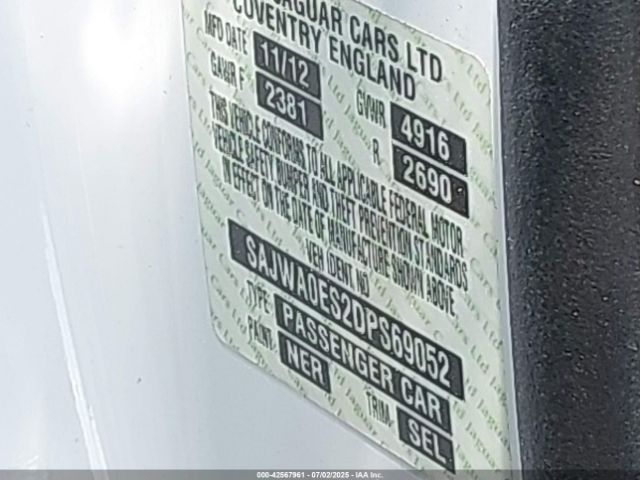 JAGUAR CARS LTD
COVENTRY ENGLAND
MFD DATE 11/12 GVWR 4916
GAWR F 2381 R 2690
THIS VEHICLE CONFORMS TO ALL APPLICABLE FEDERAL MOTOR
VEHICLE SAFETY BUMPER AND THEFT PREVENTION STANDARDS
IN EFFECT ON THE DATE OF MANUFACTURE SHOWN ABOVE
VEH IDENT NO
SAJWA0ES2DPS69052
TYPE PASSENGER CAR
PAINT NER TRIM SEL
000-42567961 - 07/02/2025 - IAA Inc.